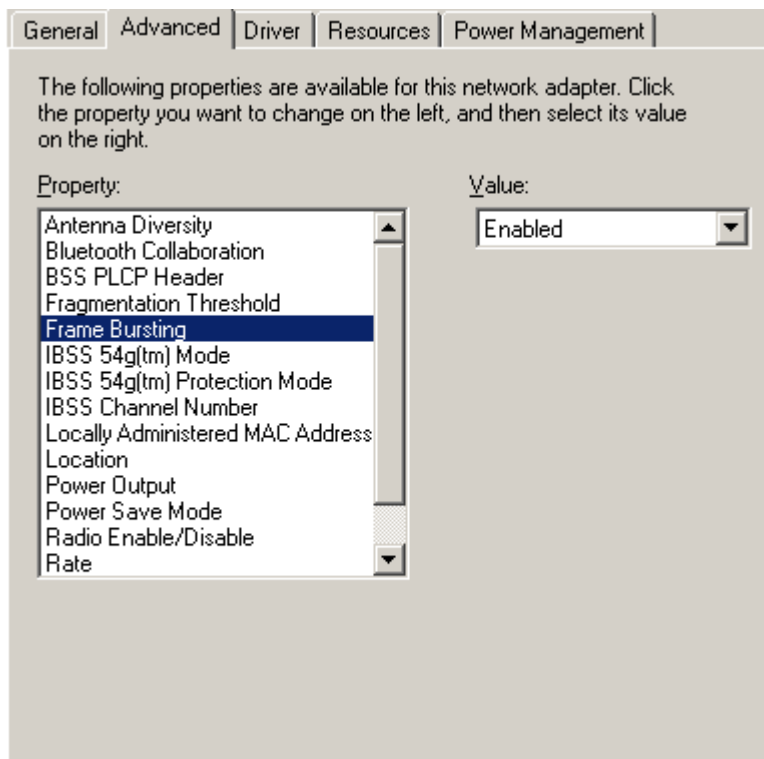 General Advanced Driver Resources Power Management
The following properties are available for this network adapter. Click
the property you want to change on the left, and then select its value
on the right.
Property:
Antenna Diversity
Bluetooth Collaboration
BSS PLCP Header
Fragmentation Threshold
Frame Bursting
IBSS 54g(tm) Mode
IBSS 54g(tm) Protection Mode
IBSS Channel Number
Locally Administered MAC Address
Location
Power Output
Power Save Mode
Radio Enable/Disable
Rate
Value:
Enabled